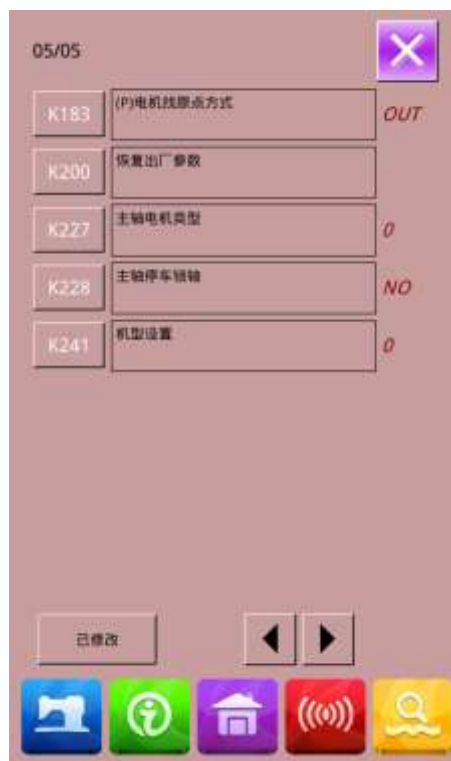 05/05
K183 (P)电机找原点方式 OUT
K200 恢复出厂参数
K227 主轴电机类型 0
K228 主轴停车锁轴 NO
K241 机型设置 0
已修改